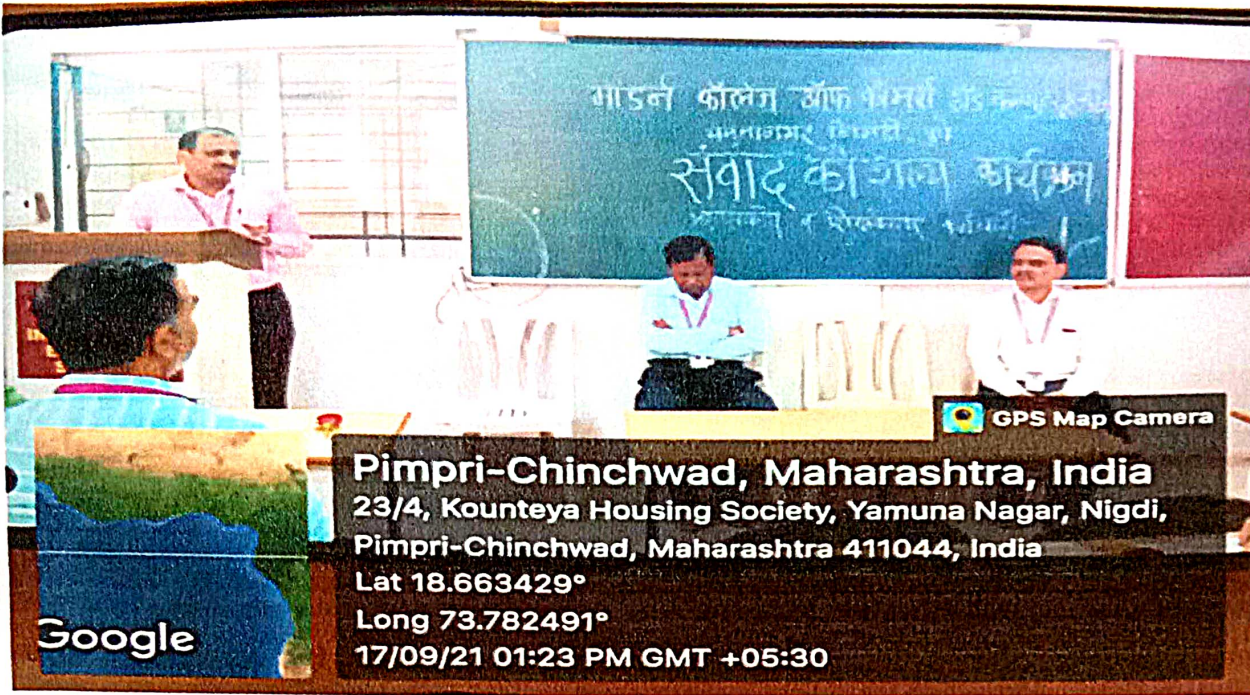 मॉडर्न कॉलेज ऑफ कॉमर्स
संवाद कौशल्य कार्यक्रम
GPS Map Camera
Pimpri-Chinchwad, Maharashtra, India
23/4, Kounteya Housing Society, Yamuna Nagar, Nigdi,
Pimpri-Chinchwad, Maharashtra 411044, India
Lat 18.663429°
Long 73.782491°
17/09/21 01:23 PM GMT +05:30
Google